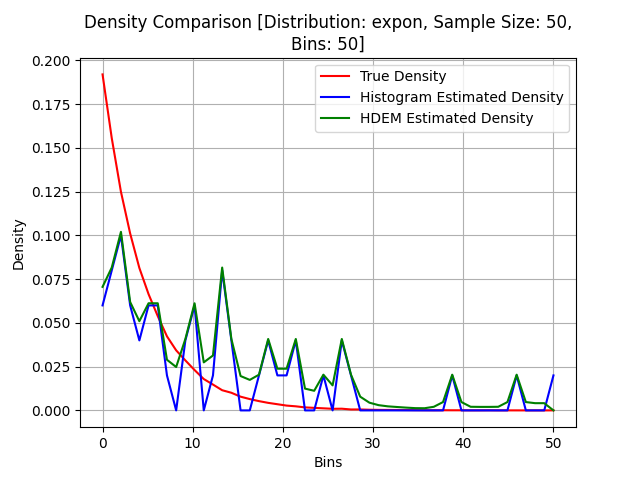 Density Comparison [Distribution: expon, Sample Size: 50,
Bins: 50]
True Density
Histogram Estimated Density
HDEM Estimated Density
Density
0.200
0.175
0.150
0.125
0.100
0.075
0.050
0.025
0.000
0 10 20 30 40 50
Bins